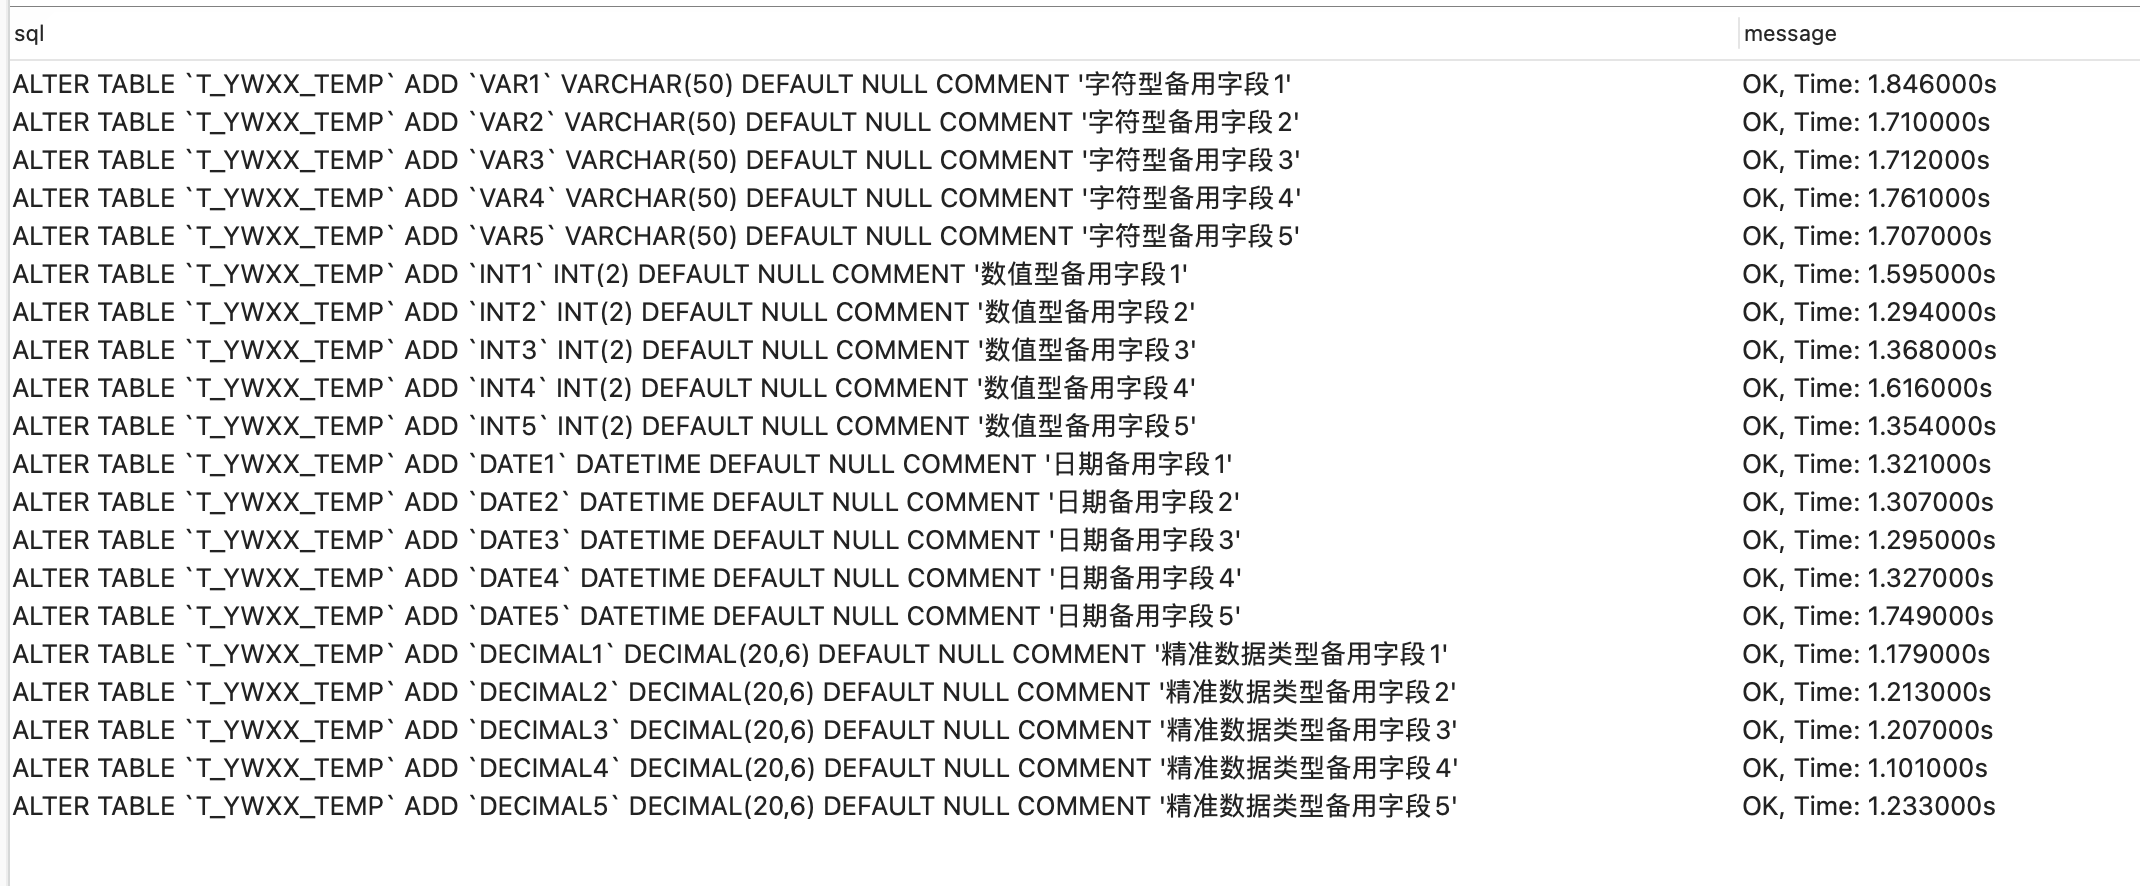 sql message
ALTER TABLE `T_YWXX_TEMP` ADD `VAR1` VARCHAR(50) DEFAULT NULL COMMENT '字符型备用字段1' OK, Time: 1.846000s
ALTER TABLE `T_YWXX_TEMP` ADD `VAR2` VARCHAR(50) DEFAULT NULL COMMENT '字符型备用字段2' OK, Time: 1.710000s
ALTER TABLE `T_YWXX_TEMP` ADD `VAR3` VARCHAR(50) DEFAULT NULL COMMENT '字符型备用字段3' OK, Time: 1.712000s
ALTER TABLE `T_YWXX_TEMP` ADD `VAR4` VARCHAR(50) DEFAULT NULL COMMENT '字符型备用字段4' OK, Time: 1.761000s
ALTER TABLE `T_YWXX_TEMP` ADD `VAR5` VARCHAR(50) DEFAULT NULL COMMENT '字符型备用字段5' OK, Time: 1.707000s
ALTER TABLE `T_YWXX_TEMP` ADD `INT1` INT(2) DEFAULT NULL COMMENT '数值型备用字段1' OK, Time: 1.595000s
ALTER TABLE `T_YWXX_TEMP` ADD `INT2` INT(2) DEFAULT NULL COMMENT '数值型备用字段2' OK, Time: 1.294000s
ALTER TABLE `T_YWXX_TEMP` ADD `INT3` INT(2) DEFAULT NULL COMMENT '数值型备用字段3' OK, Time: 1.368000s
ALTER TABLE `T_YWXX_TEMP` ADD `INT4` INT(2) DEFAULT NULL COMMENT '数值型备用字段4' OK, Time: 1.616000s
ALTER TABLE `T_YWXX_TEMP` ADD `INT5` INT(2) DEFAULT NULL COMMENT '数值型备用字段5' OK, Time: 1.354000s
ALTER TABLE `T_YWXX_TEMP` ADD `DATE1` DATETIME DEFAULT NULL COMMENT '日期备用字段1' OK, Time: 1.321000s
ALTER TABLE `T_YWXX_TEMP` ADD `DATE2` DATETIME DEFAULT NULL COMMENT '日期备用字段2' OK, Time: 1.307000s
ALTER TABLE `T_YWXX_TEMP` ADD `DATE3` DATETIME DEFAULT NULL COMMENT '日期备用字段3' OK, Time: 1.295000s
ALTER TABLE `T_YWXX_TEMP` ADD `DATE4` DATETIME DEFAULT NULL COMMENT '日期备用字段4' OK, Time: 1.327000s
ALTER TABLE `T_YWXX_TEMP` ADD `DATE5` DATETIME DEFAULT NULL COMMENT '日期备用字段5' OK, Time: 1.749000s
ALTER TABLE `T_YWXX_TEMP` ADD `DECIMAL1` DECIMAL(20,6) DEFAULT NULL COMMENT '精准数据类型备用字段1' OK, Time: 1.179000s
ALTER TABLE `T_YWXX_TEMP` ADD `DECIMAL2` DECIMAL(20,6) DEFAULT NULL COMMENT '精准数据类型备用字段2' OK, Time: 1.213000s
ALTER TABLE `T_YWXX_TEMP` ADD `DECIMAL3` DECIMAL(20,6) DEFAULT NULL COMMENT '精准数据类型备用字段3' OK, Time: 1.207000s
ALTER TABLE `T_YWXX_TEMP` ADD `DECIMAL4` DECIMAL(20,6) DEFAULT NULL COMMENT '精准数据类型备用字段4' OK, Time: 1.101000s
ALTER TABLE `T_YWXX_TEMP` ADD `DECIMAL5` DECIMAL(20,6) DEFAULT NULL COMMENT '精准数据类型备用字段5' OK, Time: 1.233000s